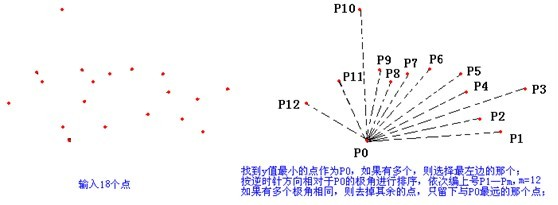 P10
P9
P7
P6
P11
P8
P5
P4
P3
P12
P2
P1
P0
输入18个点
找到y值最小的点作为P0，如果有多个，则选择最左边的那个；
按逆时针方向相对于P0的极角进行排序，依次编上号P1—Pm，m=12
如果有多个极角相同，则去掉其余的点，只留下与P0最远的那个点；